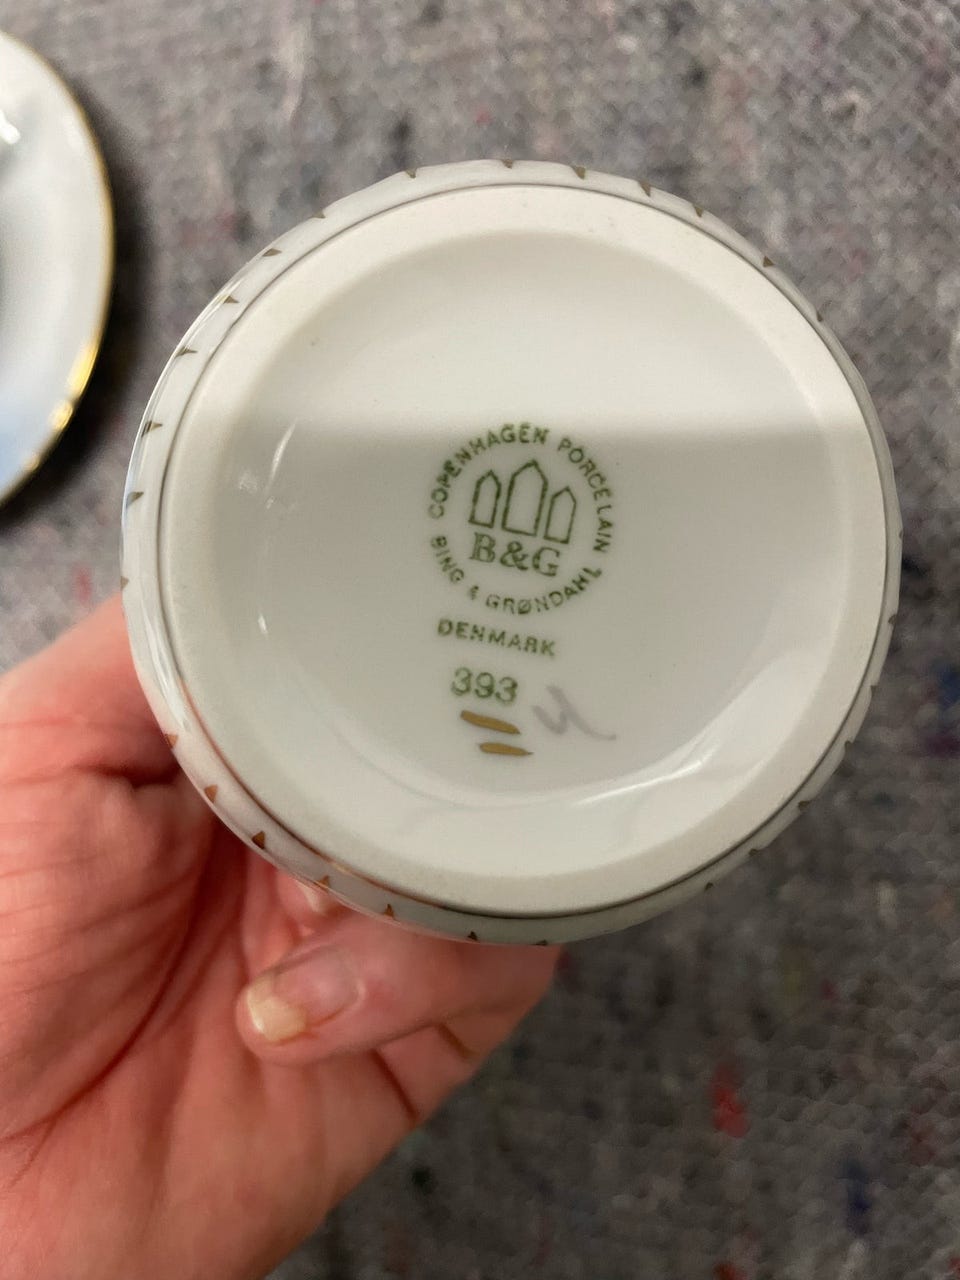 COPENHAGEN PORCELAIN
B&G
BING & GRØNDAHL
DENMARK
393